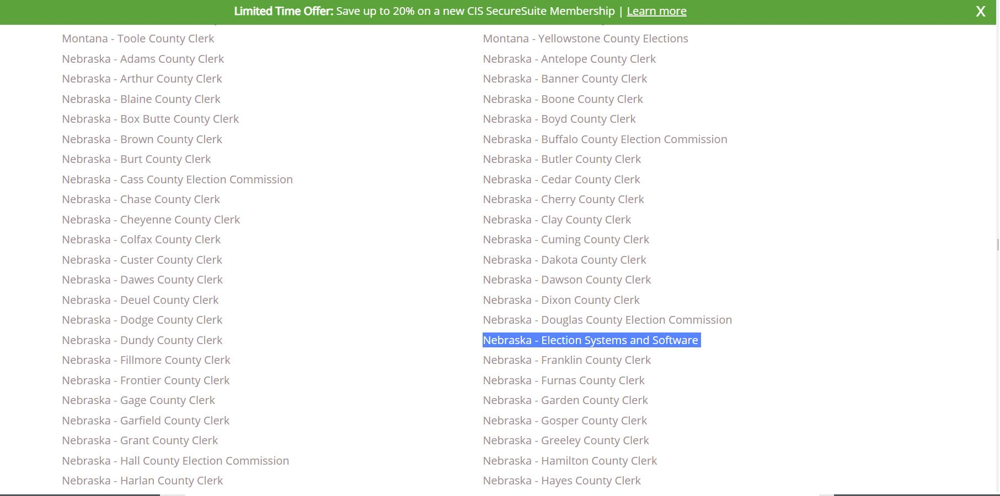 Limited Time Offer: Save up to 20% on a new CIS SecureSuite Membership | Learn more X
Montana - Toole County Clerk
Montana - Yellowstone County Elections
Nebraska - Adams County Clerk
Nebraska - Antelope County Clerk
Nebraska - Arthur County Clerk
Nebraska - Banner County Clerk
Nebraska - Blaine County Clerk
Nebraska - Boone County Clerk
Nebraska - Box Butte County Clerk
Nebraska - Boyd County Clerk
Nebraska - Brown County Clerk
Nebraska - Buffalo County Election Commission
Nebraska - Burt County Clerk
Nebraska - Butler County Clerk
Nebraska - Cass County Election Commission
Nebraska - Cedar County Clerk
Nebraska - Chase County Clerk
Nebraska - Cherry County Clerk
Nebraska - Cheyenne County Clerk
Nebraska - Clay County Clerk
Nebraska - Colfax County Clerk
Nebraska - Cuming County Clerk
Nebraska - Custer County Clerk
Nebraska - Dakota County Clerk
Nebraska - Dawes County Clerk
Nebraska - Dawson County Clerk
Nebraska - Deuel County Clerk
Nebraska - Dixon County Clerk
Nebraska - Dodge County Clerk
Nebraska - Douglas County Election Commission
Nebraska - Dundy County Clerk
Nebraska - Election Systems and Software
Nebraska - Fillmore County Clerk
Nebraska - Franklin County Clerk
Nebraska - Frontier County Clerk
Nebraska - Furnas County Clerk
Nebraska - Gage County Clerk
Nebraska - Garden County Clerk
Nebraska - Garfield County Clerk
Nebraska - Gosper County Clerk
Nebraska - Grant County Clerk
Nebraska - Greeley County Clerk
Nebraska - Hall County Election Commission
Nebraska - Hamilton County Clerk
Nebraska - Harlan County Clerk
Nebraska - Hayes County Clerk